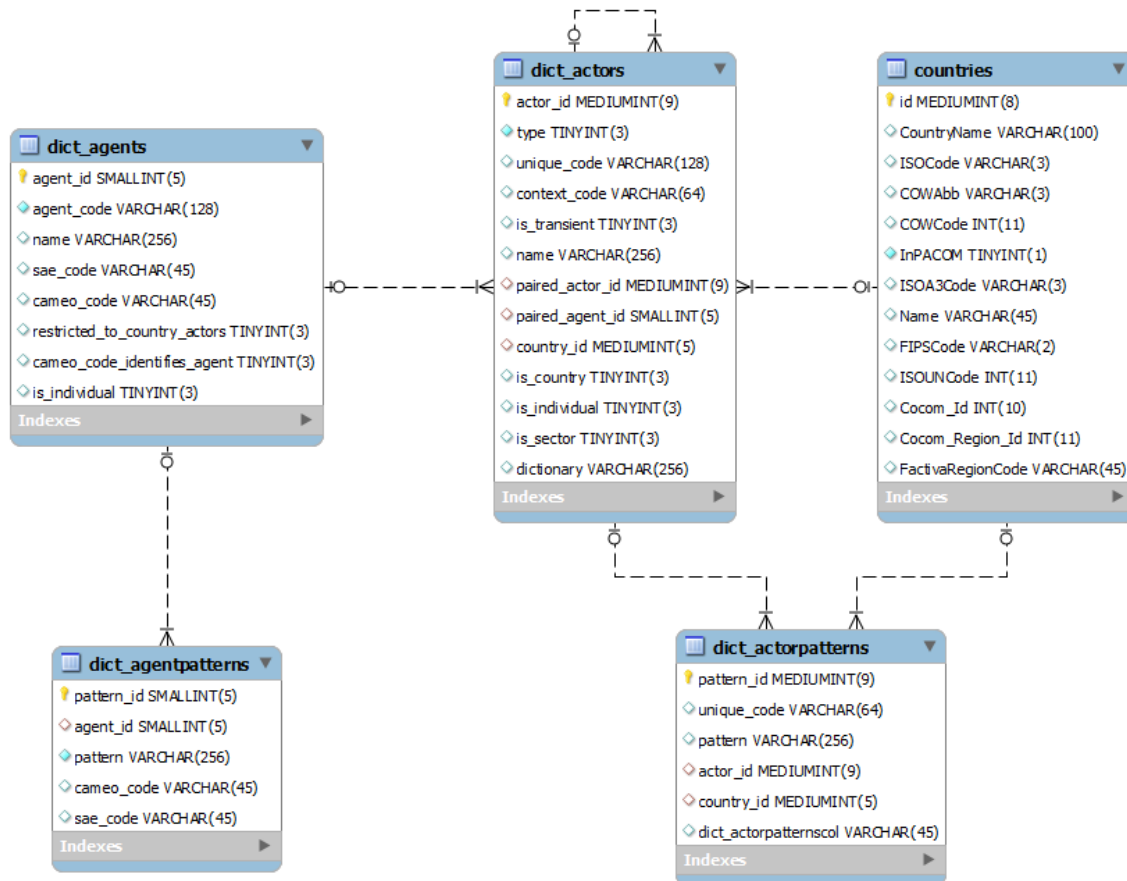 dict_actors
actor_id MEDIUMINT(9)
type TINYINT(3)
unique_code VARCHAR(128)
context_code VARCHAR(64)
is_transient TINYINT(3)
name VARCHAR(256)
paired_actor_id MEDIUMINT(9)
paired_agent_id SMALLINT(5)
country_id MEDIUMINT(5)
is_country TINYINT(3)
is_individual TINYINT(3)
is_sector TINYINT(3)
dictionary VARCHAR(256)
Indexes
countries
id MEDIUMINT(8)
CountryName VARCHAR(100)
ISOCode VARCHAR(3)
COWAbb VARCHAR(3)
COWCode INT(11)
InPACOM TINYINT(1)
ISOA3Code VARCHAR(3)
Name VARCHAR(45)
FIPSCode VARCHAR(2)
ISOUNCode INT(11)
Cocom_Id INT(10)
Cocom_Region_Id INT(11)
FactivaRegionCode VARCHAR(45)
Indexes
dict_agents
agent_id SMALLINT(5)
agent_code VARCHAR(128)
name VARCHAR(256)
sae_code VARCHAR(45)
cameo_code VARCHAR(45)
restricted_to_country_actors TINYINT(3)
cameo_code_identifies_agent TINYINT(3)
is_individual TINYINT(3)
Indexes
dict_agentpatterns
pattern_id SMALLINT(5)
agent_id SMALLINT(5)
pattern VARCHAR(256)
cameo_code VARCHAR(45)
sae_code VARCHAR(45)
Indexes
dict_actorpatterns
pattern_id MEDIUMINT(9)
unique_code VARCHAR(64)
pattern VARCHAR(256)
actor_id MEDIUMINT(9)
country_id MEDIUMINT(5)
dict_actorpatternscol VARCHAR(45)
Indexes